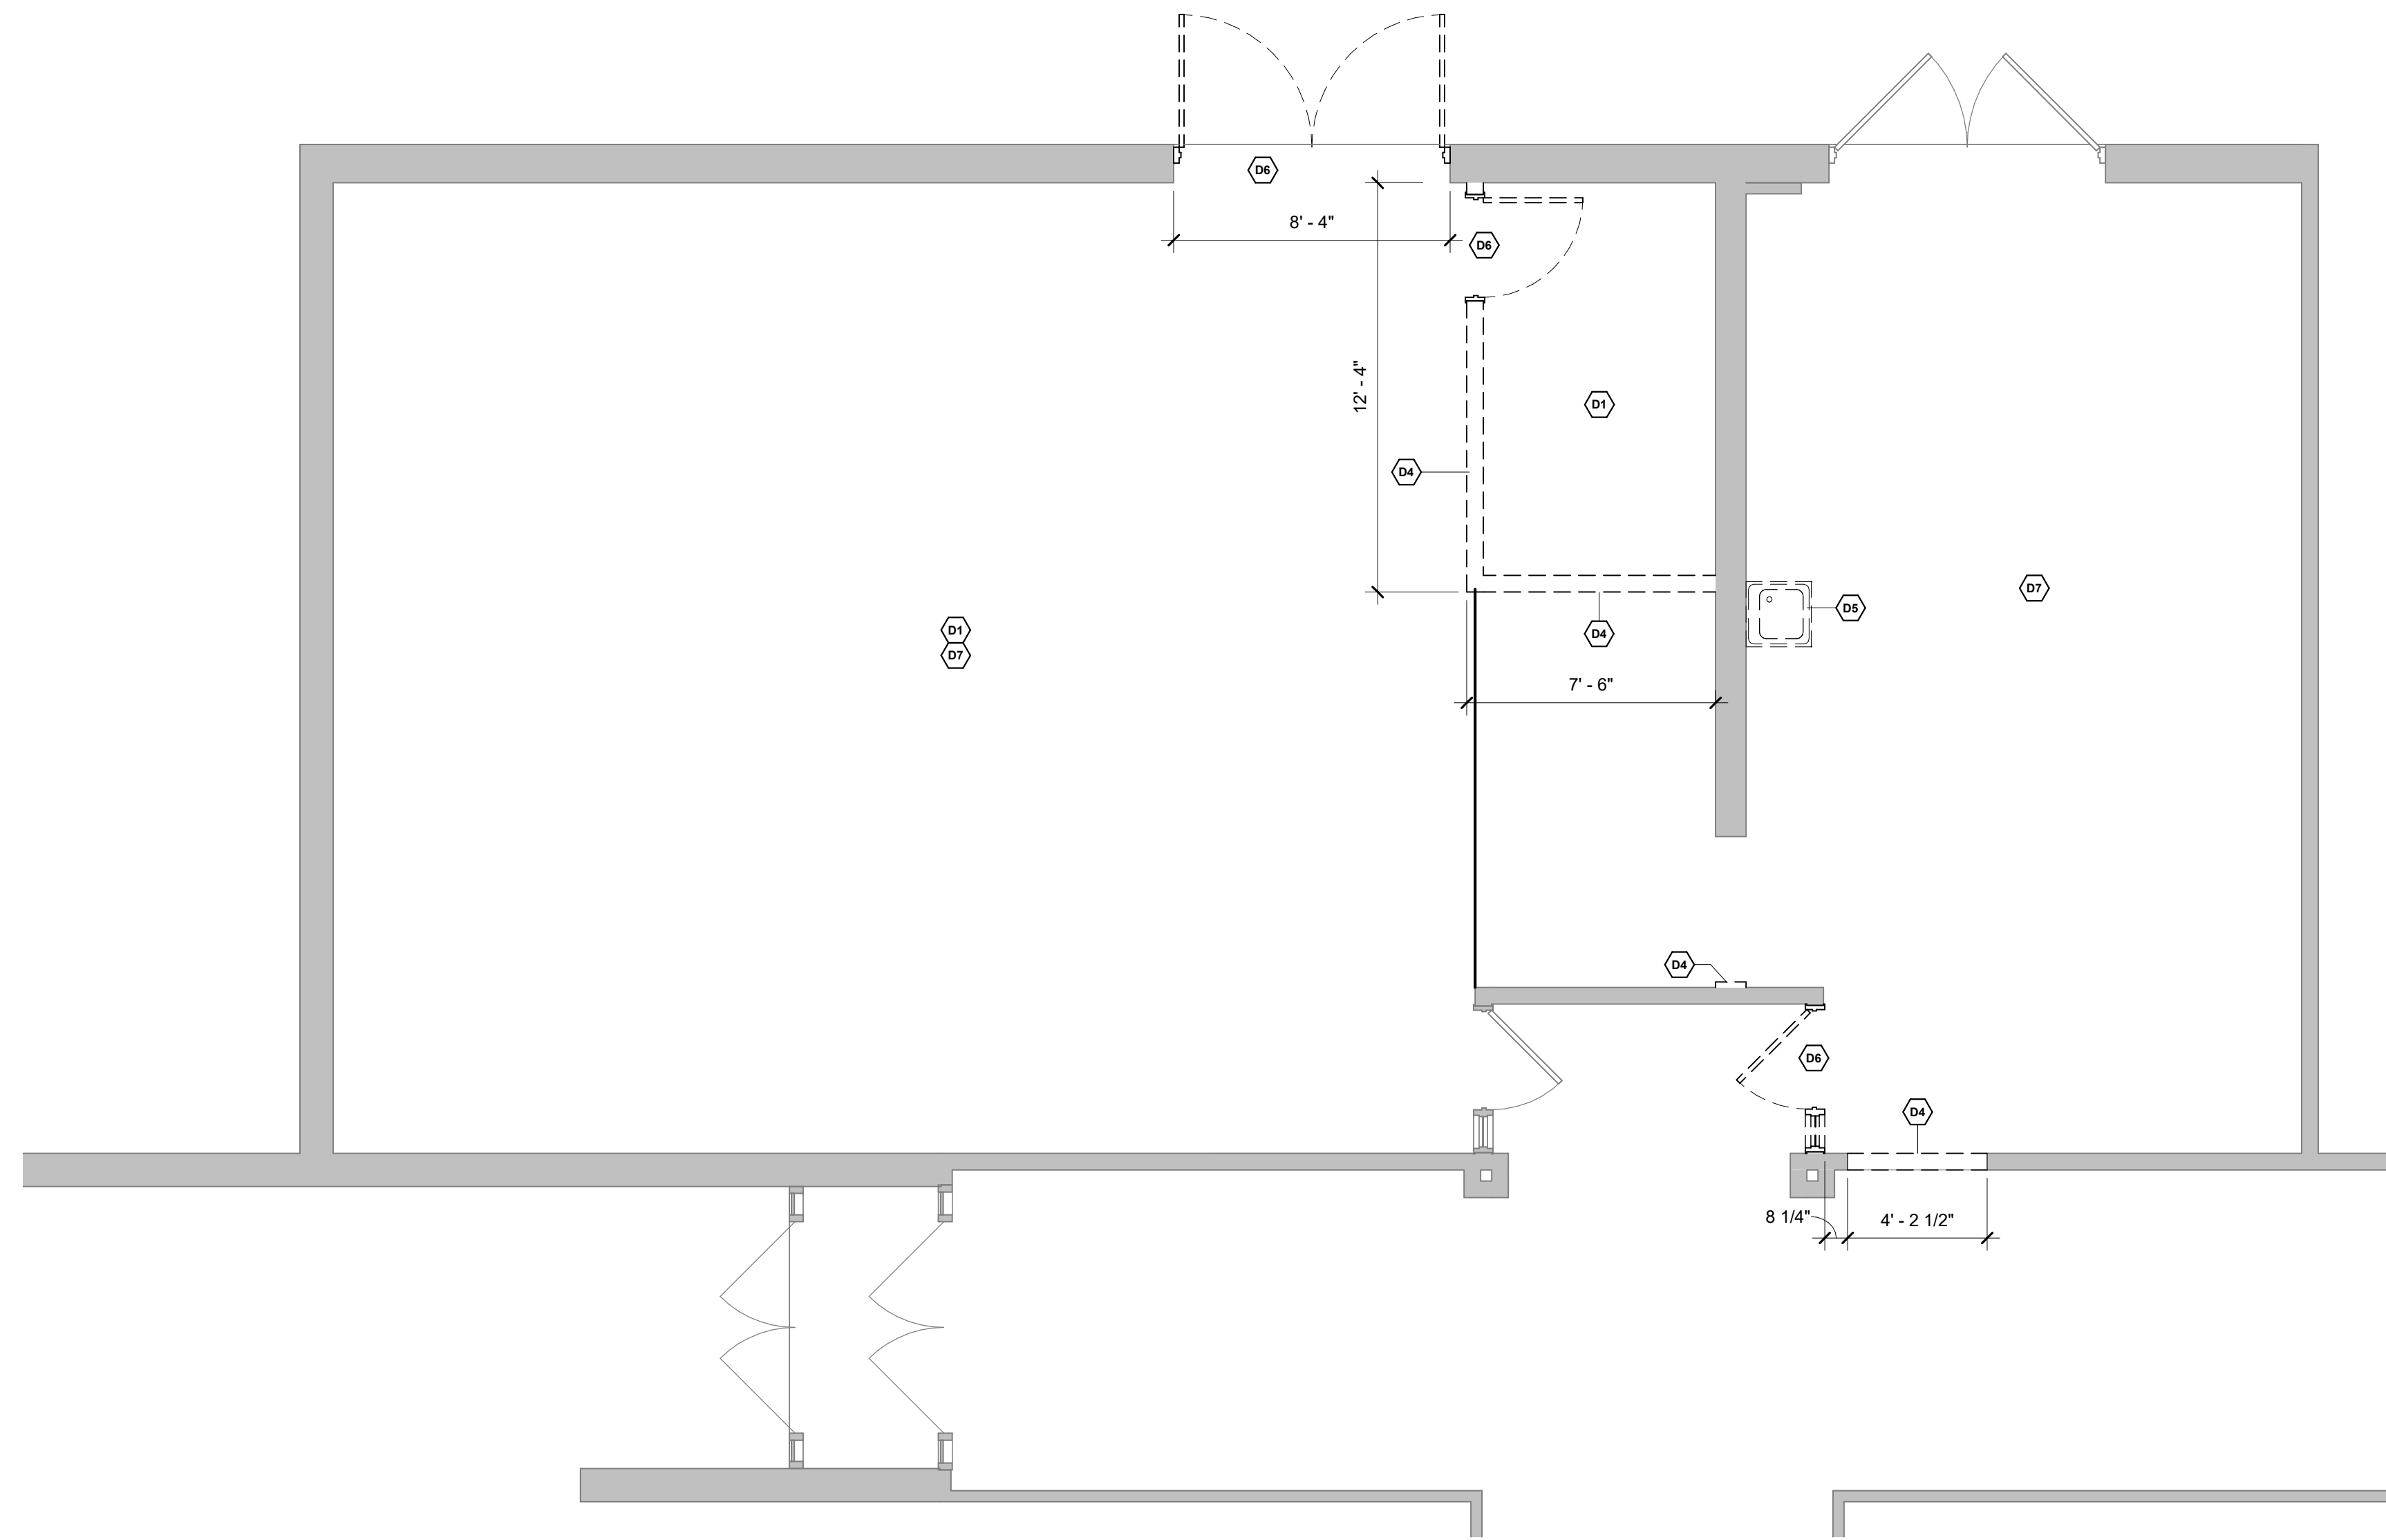 D6
8' - 4"
D6
12' - 4"
D1
D4
D7
D5
D1
D7
D4
7' - 6"
D4
D6
D4
8 1/4"
4' - 2 1/2"